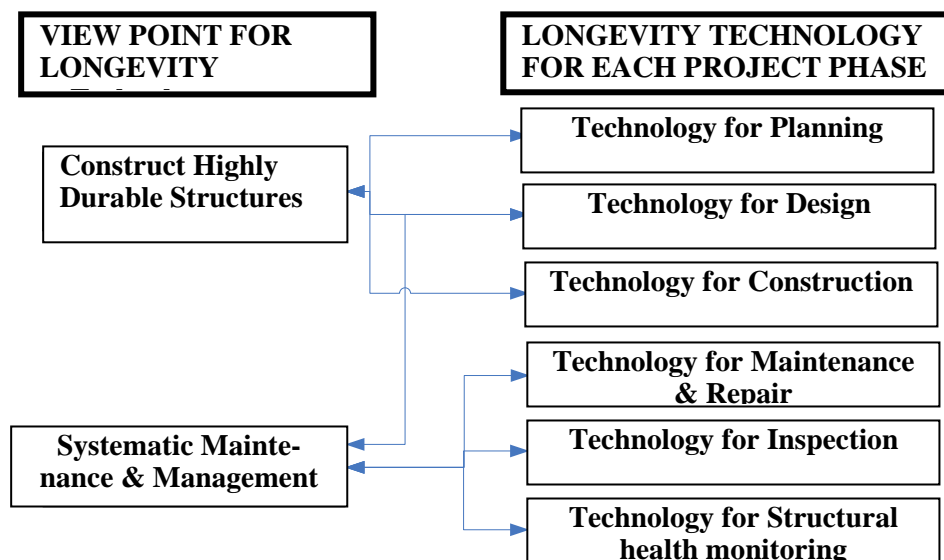 VIEW POINT FOR
LONGEVITY
LONGEVITY TECHNOLOGY
FOR EACH PROJECT PHASE
Construct Highly
Durable Structures
Systematic Mainte-
nance & Management
Technology for Planning
Technology for Design
Technology for Construction
Technology for Maintenance
& Repair
Technology for Inspection
Technology for Structural
health monitoring